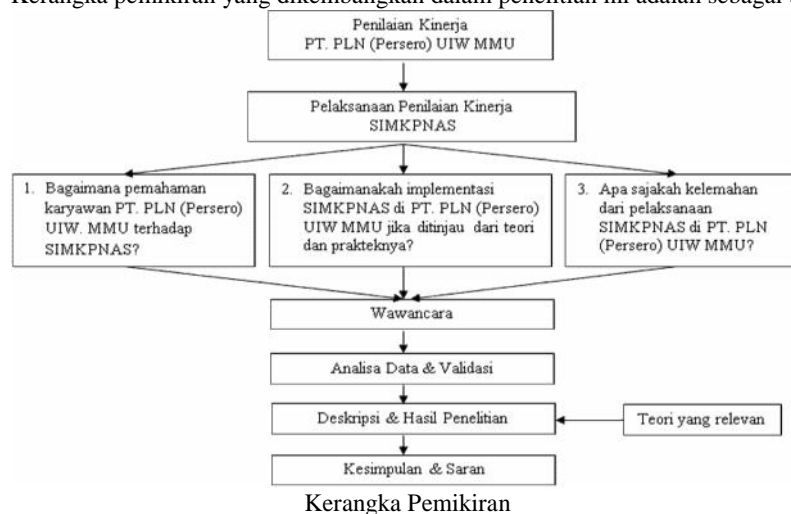 Kerangka pemikiran yang dikembangkan dalam penelitian ini adalah sebagai
Penilaian Kinerja
PT. PLN (Persero) UIW MMU
Pelaksanaan Penilaian Kinerja
SIMKPNAS
1. Bagaimana pemahaman
karyawan PT. PLN (Persero)
UIW. MMU terhadap
SIMKPNAS?
2. Bagaimanakah implementasi
SIMKPNAS di PT. PLN (Persero)
UIW MMU jika ditinjau dari teori
dan prakteknya?
3. Apa sajakah kelemahan
dari pelaksanaan
SIMKPNAS di PT. PLN
(Persero) UIW MMU?
Wawancara
Analisa Data & Validasi
Deskripsi & Hasil Penelitian
Teori yang relevan
Kesimpulan & Saran
Kerangka Pemikiran